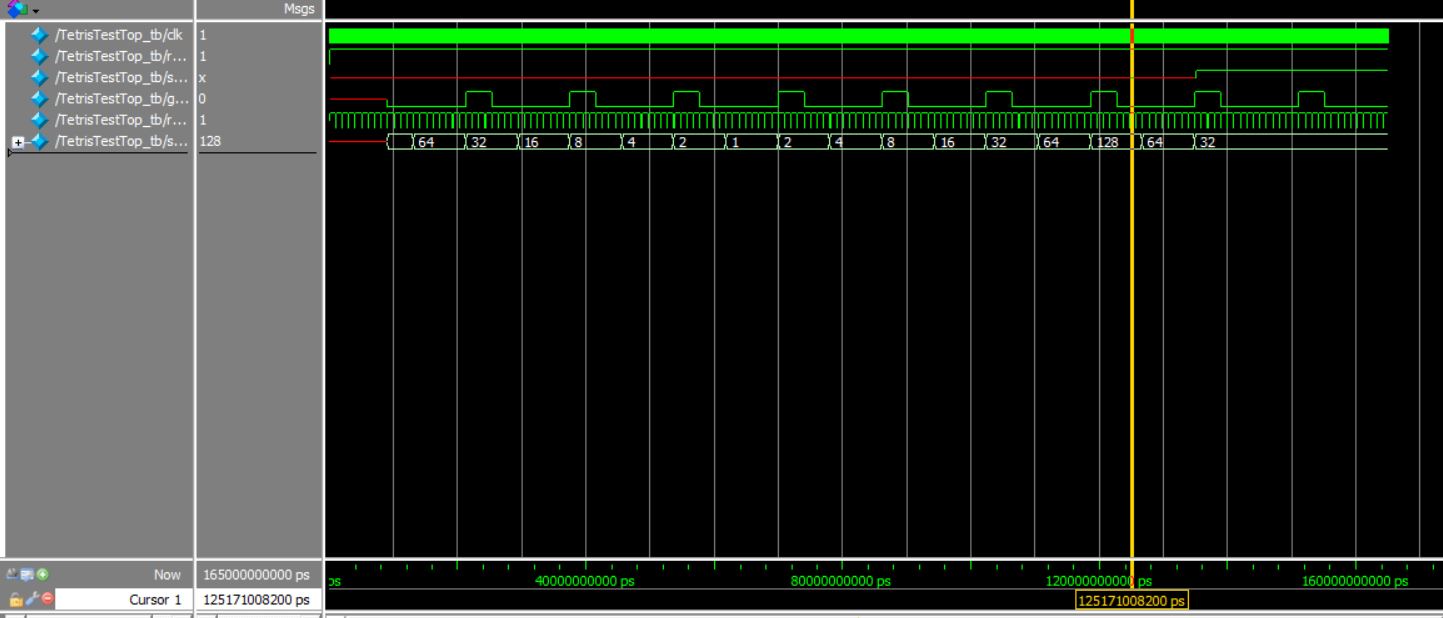 Msgs
/TetrisTestTop_tb/clk 1
/TetrisTestTop_tb/r... 1
/TetrisTestTop_tb/s... x
/TetrisTestTop_tb/g... 0
/TetrisTestTop_tb/r... 1
/TetrisTestTop_tb/s... 128 64 32 16 8 4 2 1 2 4 8 16 32 64 128 64 32
Now 165000000000 ps ps 40000000000 ps 80000000000 ps 120000000000 ps 160000000000 ps
Cursor 1 125171008200 ps 125171008200 ps